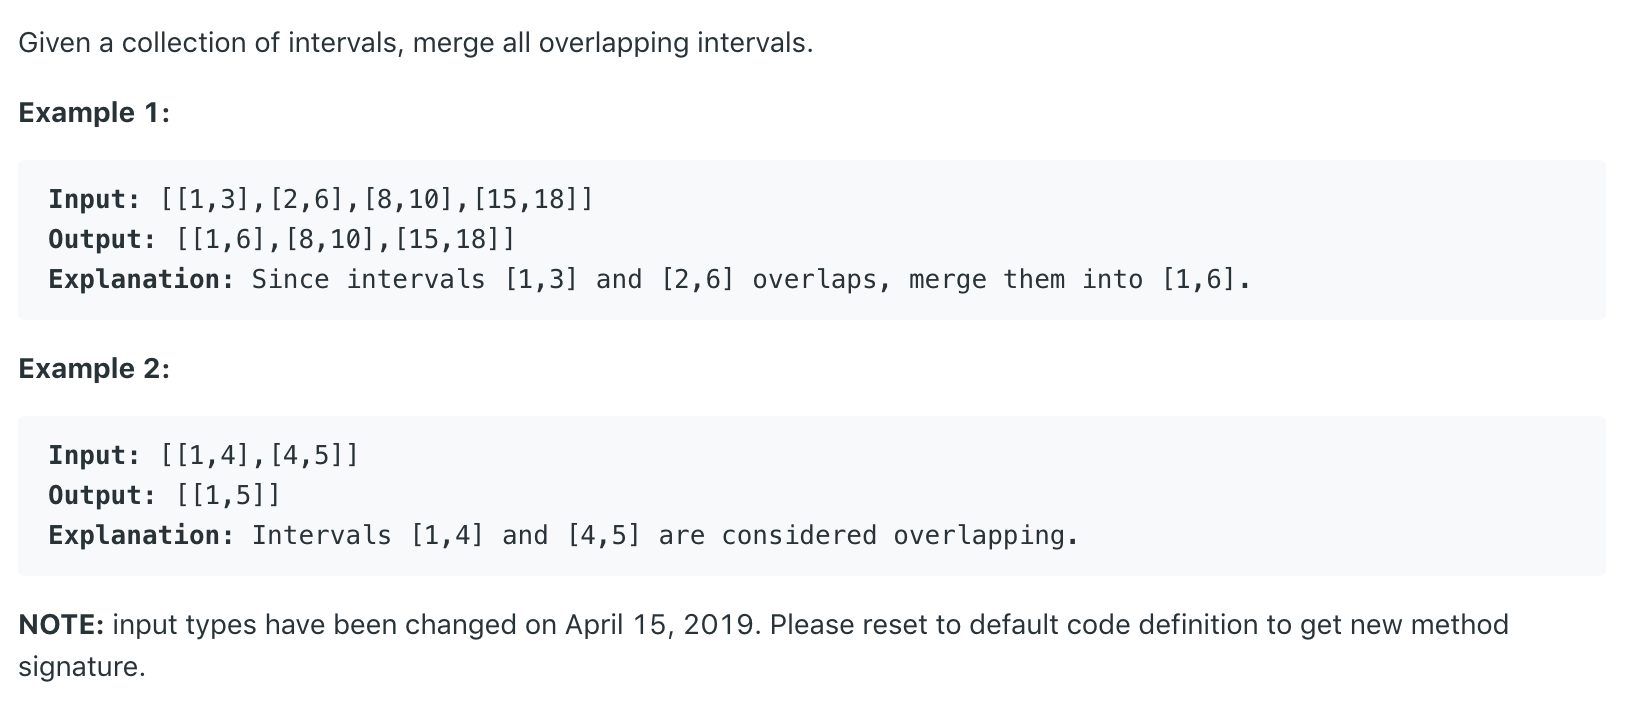 Given a collection of intervals, merge all overlapping intervals.
Example 1:
Input: [[1,3],[2,6],[8,10],[15,18]]
Output: [[1,6],[8,10],[15,18]]
Explanation: Since intervals [1,3] and [2,6] overlaps, merge them into [1,6].
Example 2:
Input: [[1,4],[4,5]]
Output: [[1,5]]
Explanation: Intervals [1,4] and [4,5] are considered overlapping.
NOTE: input types have been changed on April 15, 2019. Please reset to default code definition to get new method
signature.